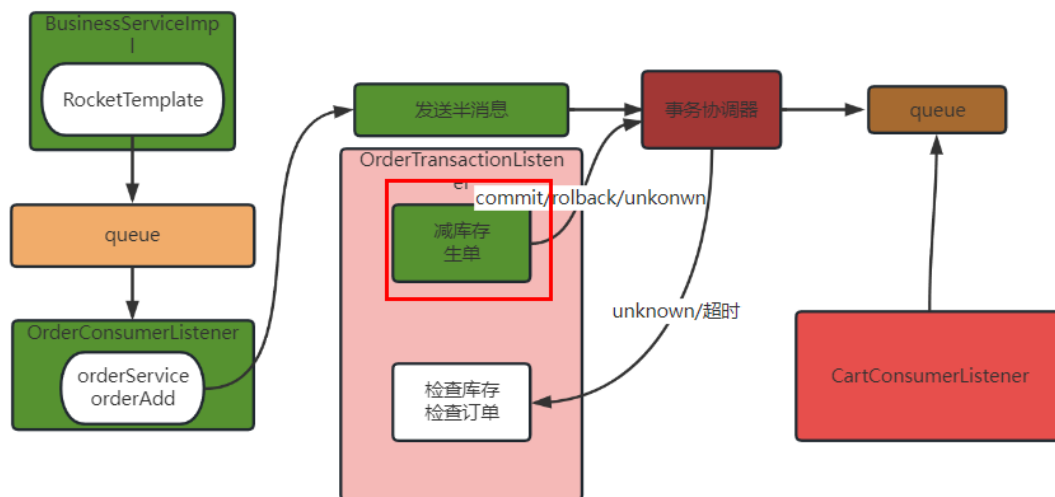 BusinessServiceImp
l
RocketTemplate
queue
OrderConsumerListener
orderService
orderAdd
发送半消息
OrderTransactionListen
er
commit/rolback/unkonwn
减库存
生单
检查库存
检查订单
事务协调器
unknown/超时
queue
CartConsumerListener